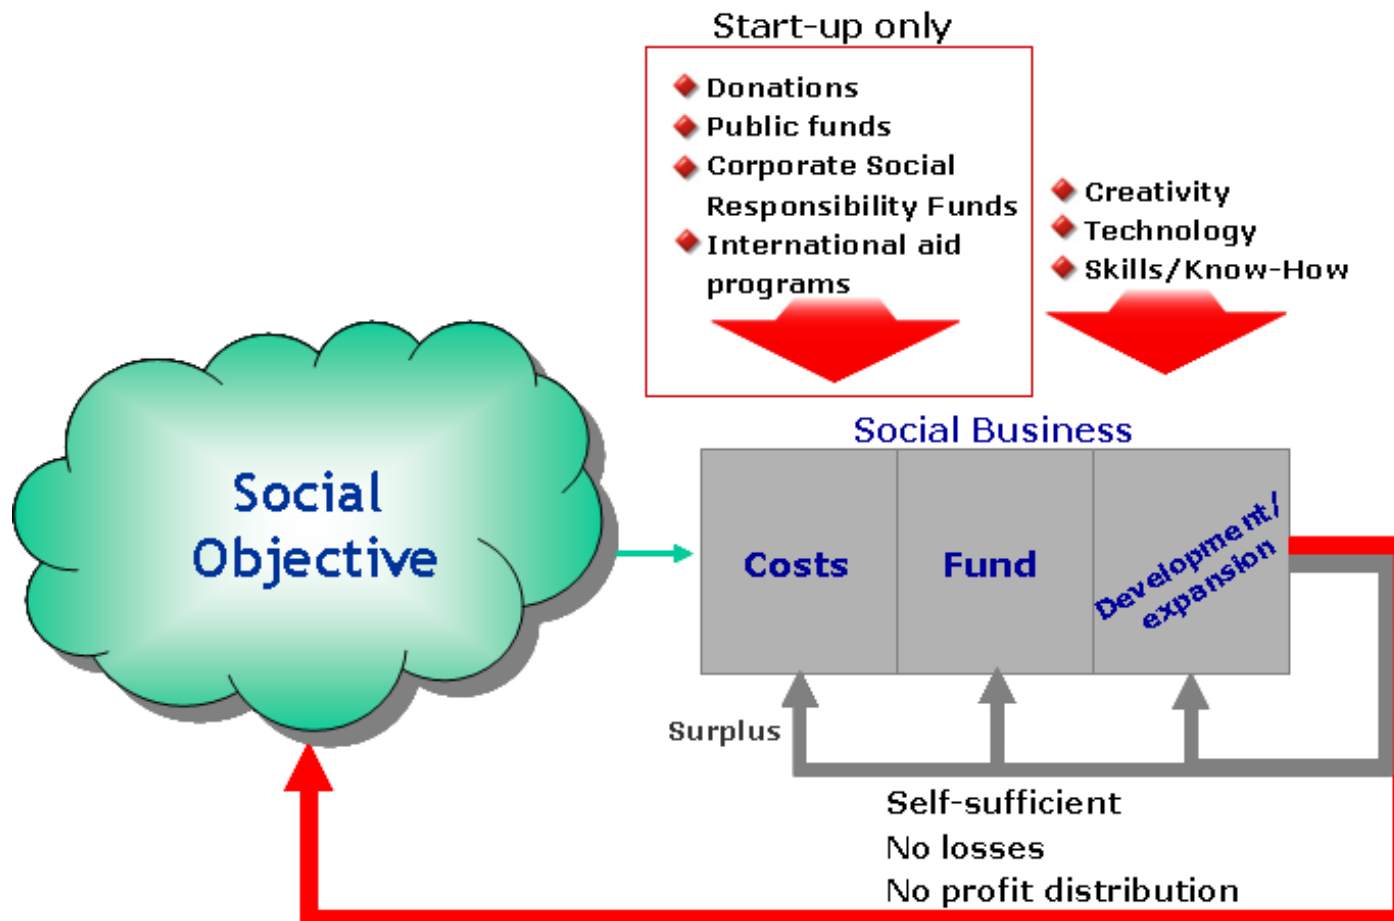 Start-up only
Donations
Public funds
Corporate Social
Responsibility Funds
International aid
programs
Creativity
Technology
Skills/Know-How
Social Business
Social
Objective
Costs
Fund
Development/
expansion
Surplus
Self-sufficient
No losses
No profit distribution